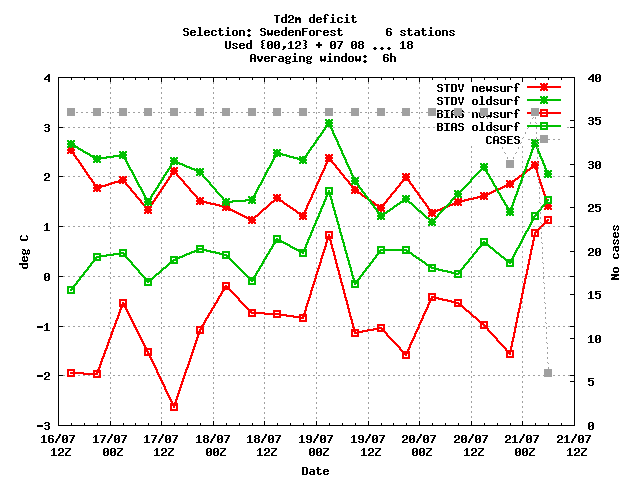 Td2m deficit
Selection: SwedenForest      6 stations
Used {00,12} + 07 08 ... 18
Averaging window:  6h
4 40
STDV newsurf
STDV oldsurf
BIAS newsurf
BIAS oldsurf
CASES
3 35
2 30
1 25
0 20
-1 15
-2 10
-3 5
0
deg C
No cases
16/07 17/07 17/07 18/07 18/07 19/07 19/07 20/07 20/07 21/07 21/07
12Z 00Z 12Z 00Z 12Z 00Z 12Z 00Z 12Z 00Z 12Z
Date